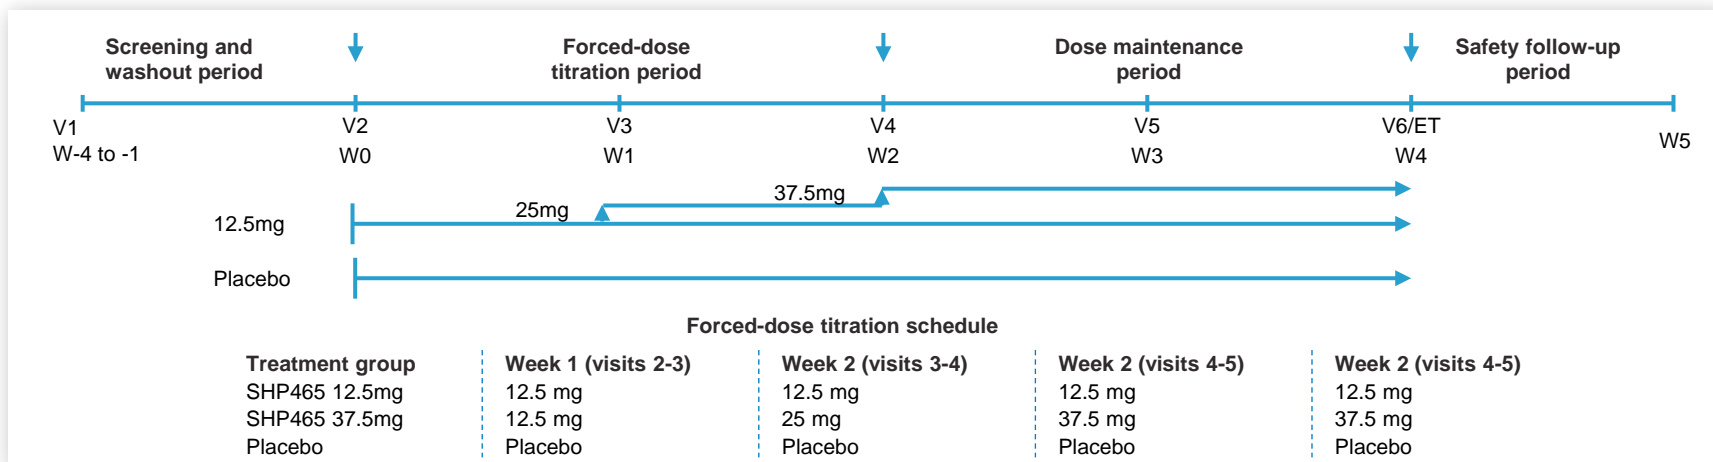 Screening and
washout period
Forced-dose
titration period
Dose maintenance
period
Safety follow-up
period
V1
W-4 to -1
V2
W0
V3
W1
V4
W2
V5
W3
V6/ET
W4
W5
37.5mg
25mg
12.5mg
Placebo
Forced-dose titration schedule
Treatment group Week 1 (visits 2-3) Week 2 (visits 3-4) Week 2 (visits 4-5) Week 2 (visits 4-5)
SHP465 12.5mg 12.5 mg 12.5 mg 12.5 mg 12.5 mg
SHP465 37.5mg 12.5 mg 25 mg 37.5 mg 37.5 mg
Placebo Placebo Placebo Placebo Placebo